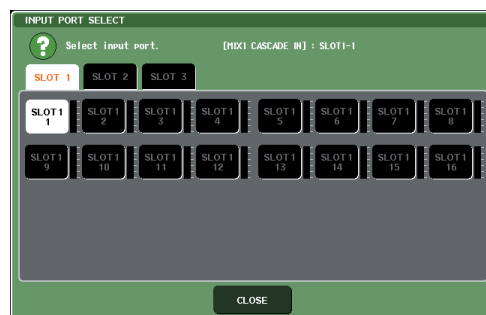 INPUT PORT SELECT
? Select input port. [MIX1 CASCADE IN] : SLOT1-1
SLOT 1 SLOT 2 SLOT 3
SLOT1 SLOT1 SLOT1 SLOT1 SLOT1 SLOT1 SLOT1 SLOT1
1 2 3 4 5 6 7 8
SLOT1 SLOT1 SLOT1 SLOT1 SLOT1 SLOT1 SLOT1 SLOT1
9 10 11 12 13 14 15 16
CLOSE